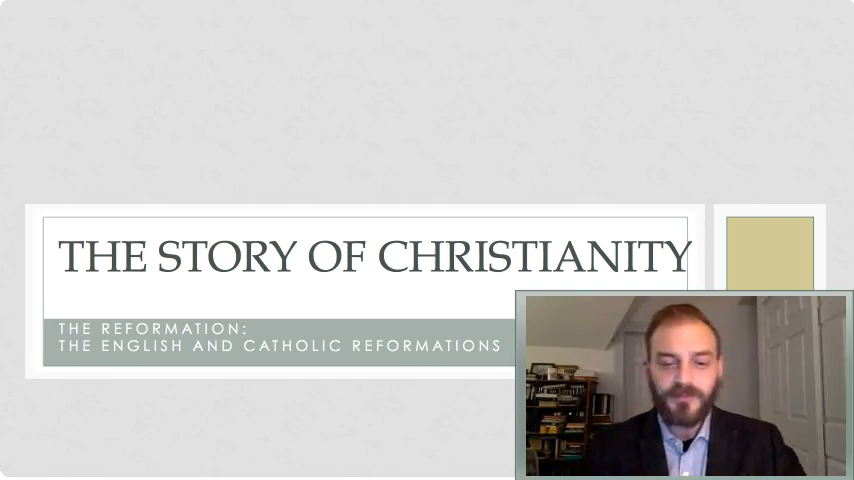 THE STORY OF CHRISTIANITY
THE REFORMATION:
THE ENGLISH AND CATHOLIC REFORMATIONS